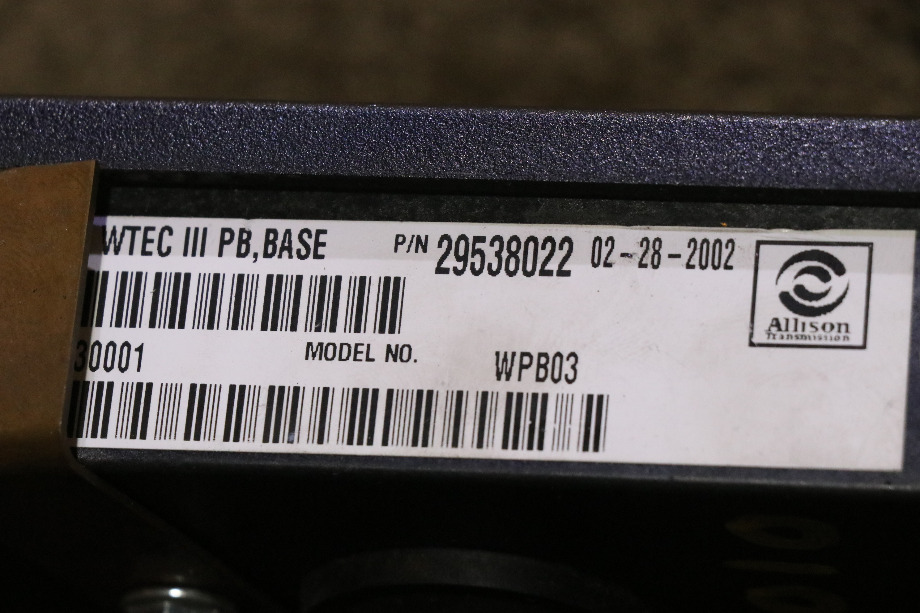 WTEC III PB,BASE P/N 29538022 02-28-2002
Allison
Transmission
30001 MODEL NO. WPB03